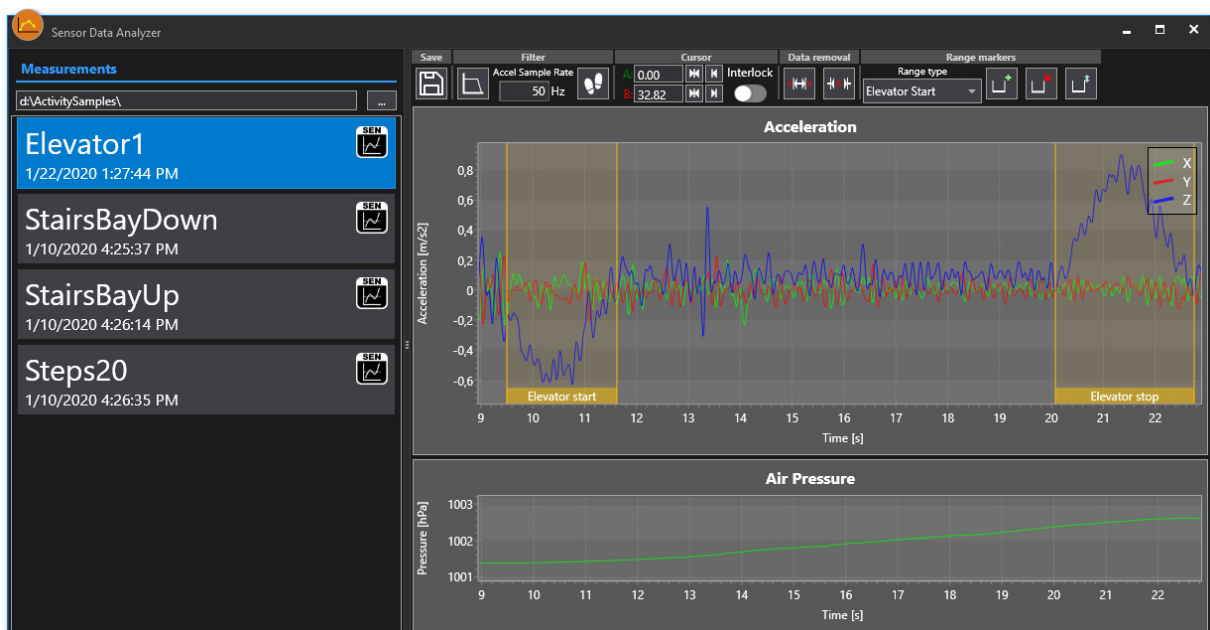 Sensor Data Analyzer
Measurements
d:\ActivitySamples\
...
Elevator1
1/22/2020 1:27:44 PM
SEN
StairsBayDown
1/10/2020 4:25:37 PM
SEN
StairsBayUp
1/10/2020 4:26:14 PM
SEN
Steps20
1/10/2020 4:26:35 PM
SEN
Save
Filter
Cursor
Data removal
Range markers
Accel Sample Rate
50 Hz
A: 0.00
B: 32.82
Interlock
Range type
Elevator Start
Acceleration
X
Y
Z
Acceleration [m/s2]
0,8
0,6
0,4
0,2
0
-0,2
-0,4
-0,6
Elevator start
Elevator stop
9 10 11 12 13 14 15 16 17 18 19 20 21 22
Time [s]
Air Pressure
Pressure [hPa]
1003
1002
1001
9 10 11 12 13 14 15 16 17 18 19 20 21 22
Time [s]